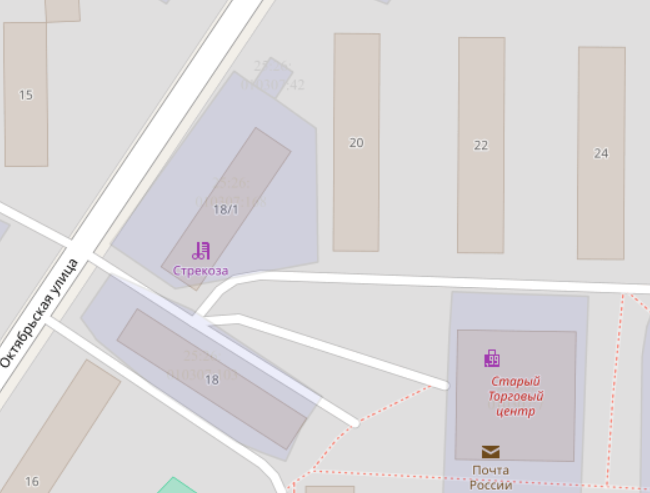 15
20
22
24
18/1
Стрекоза
Октябрьская улица
18
Старый
Торговый
центр
16
Почта
России